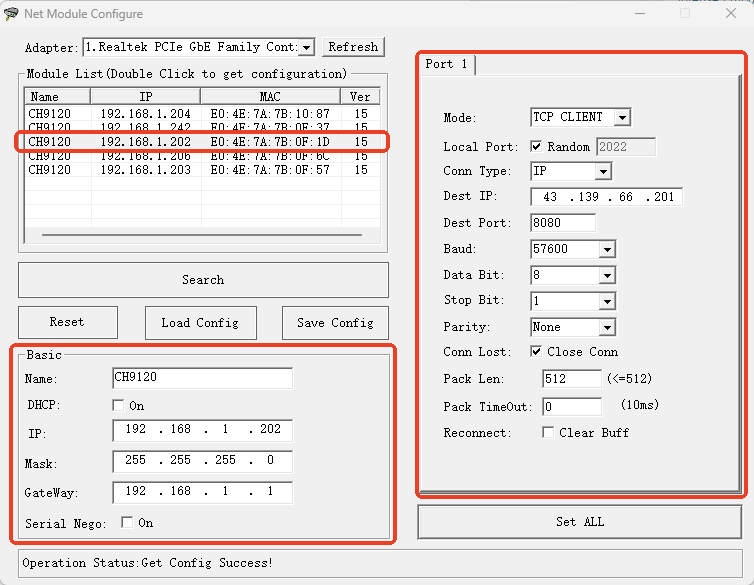 Net Module Configure
Adapter: 1.Realtek PCIe GbE Family Cont: Refresh
Module List(Double Click to get configuration)
Name IP MAC Ver
CH9120 192.168.1.204 E0:4E:7A:7B:10:87 15
CH9120 192.168.1.242 E0:4E:7A:7B:0F:37 15
CH9120 192.168.1.202 E0:4E:7A:7B:0F:1D 15
CH9120 192.168.1.206 E0:4E:7A:7B:0F:6C 15
CH9120 192.168.1.203 E0:4E:7A:7B:0F:57 15
Search
Reset Load Config Save Config
Basic
Name: CH9120
DHCP: On
IP: 192 . 168 . 1 . 202
Mask: 255 . 255 . 255 . 0
GateWay: 192 . 168 . 1 . 1
Serial Nego: On
Port 1
Mode: TCP CLIENT
Local Port: Random 2022
Conn Type: IP
Dest IP: 43 . 139 . 66 . 201
Dest Port: 8080
Baud: 57600
Data Bit: 8
Stop Bit: 1
Parity: None
Conn Lost: Close Conn
Pack Len: 512 (<=512)
Pack TimeOut: 0 (10ms)
Reconnect: Clear Buff
Set ALL
Operation Status:Get Config Success!